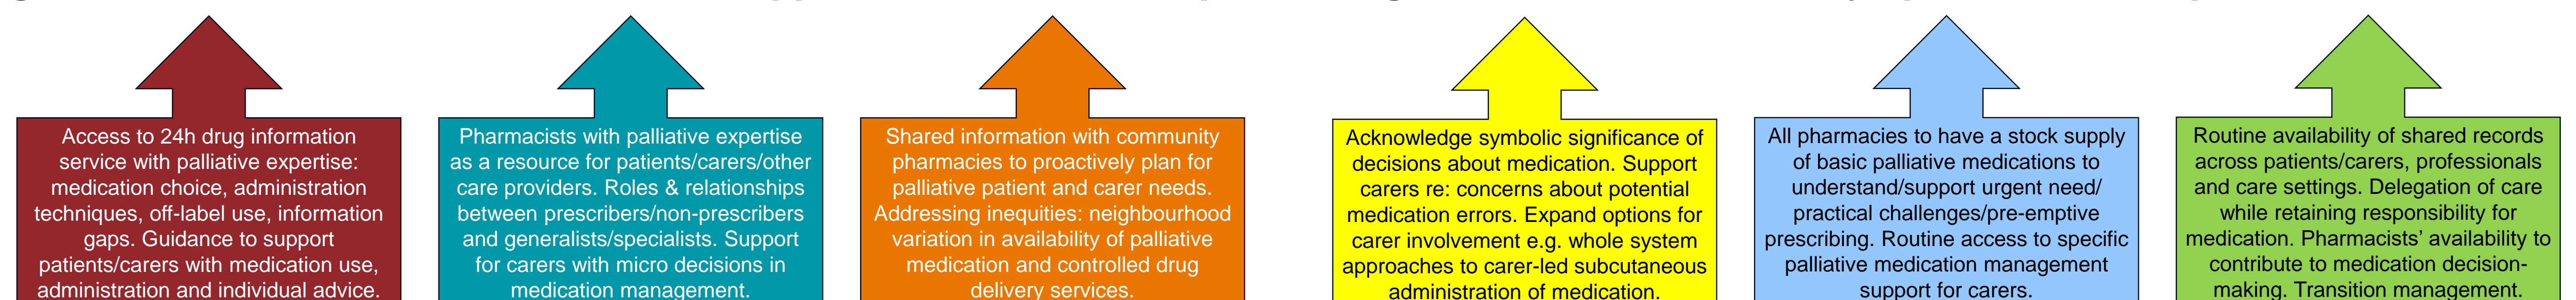 Access to 24h drug information
service with palliative expertise:
medication choice, administration
techniques, off-label use, information
gaps. Guidance to support
patients/carers with medication use,
administration and individual advice.
Pharmacists with palliative expertise
as a resource for patients/carers/other
care providers. Roles & relationships
between prescribers/non-prescribers
and generalists/specialists. Support
for carers with micro decisions in
medication management.
Shared information with community
pharmacies to proactively plan for
palliative patient and carer needs.
Addressing inequities: neighbourhood
variation in availability of palliative
medication and controlled drug
delivery services.
Acknowledge symbolic significance of
decisions about medication. Support
carers re: concerns about potential
medication errors. Expand options for
carer involvement e.g. whole system
approaches to carer-led subcutaneous
administration of medication.
All pharmacies to have a stock supply
of basic palliative medications to
understand/support urgent need/
practical challenges/pre-emptive
prescribing. Routine access to specific
palliative medication management
support for carers.
Routine availability of shared records
across patients/carers, professionals
and care settings. Delegation of care
while retaining responsibility for
medication. Pharmacists’ availability to
contribute to medication decision-
making. Transition management.